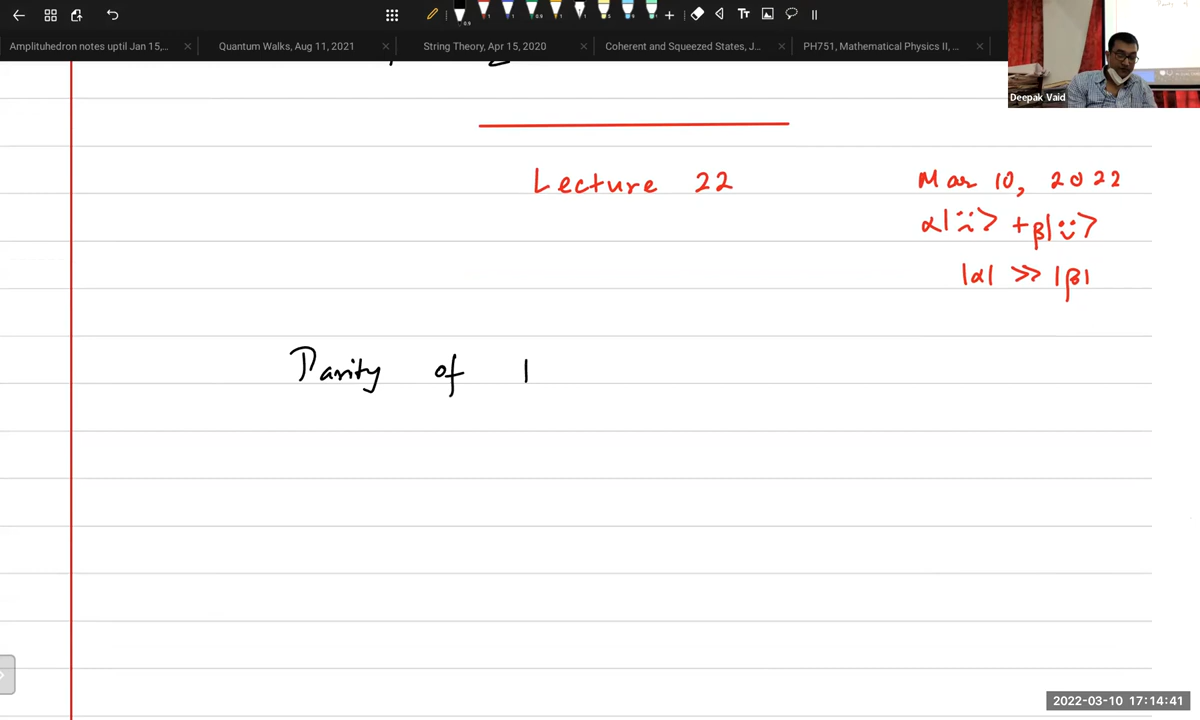 Amplituhedron notes uptil Jan 15,... × Quantum Walks, Aug 11, 2021 × String Theory, Apr 15, 2020 × Coherent and Squeezed States, J... × PH751, Mathematical Physics II, ... ×
Deepak Vaid
Lecture 22 Mar 10, 2022
α|☹> + β|☺>
|α| >> |β|
Parity of |
2022-03-10 17:14:41